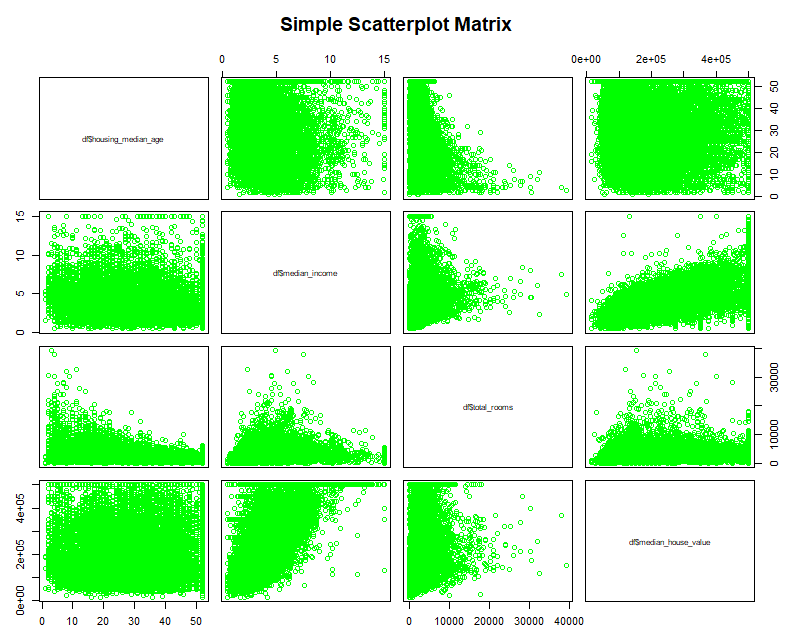 Simple Scatterplot Matrix
0 5 10 15
0e+00 2e+05 4e+05
df$housing_median_age
0 10 20 30 40 50
0 5 10 15
df$median_income
df$total_rooms
0 10000 30000
0e+00 2e+05 4e+05
df$median_house_value
0 10 20 30 40 50
0 10000 20000 30000 40000